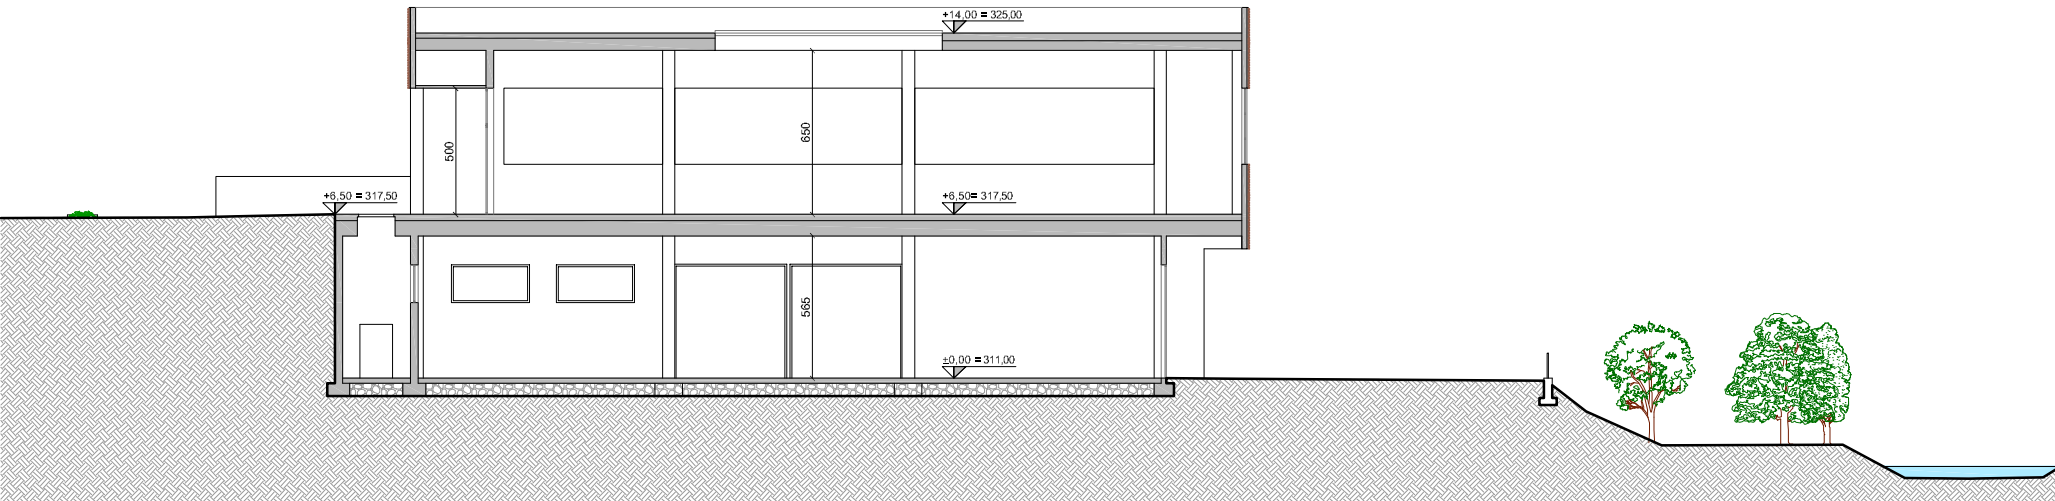 +14,00 = 325,00
650
500
+6,50 = 317,50
+6,50= 317,50
565
±0,00 = 311,00